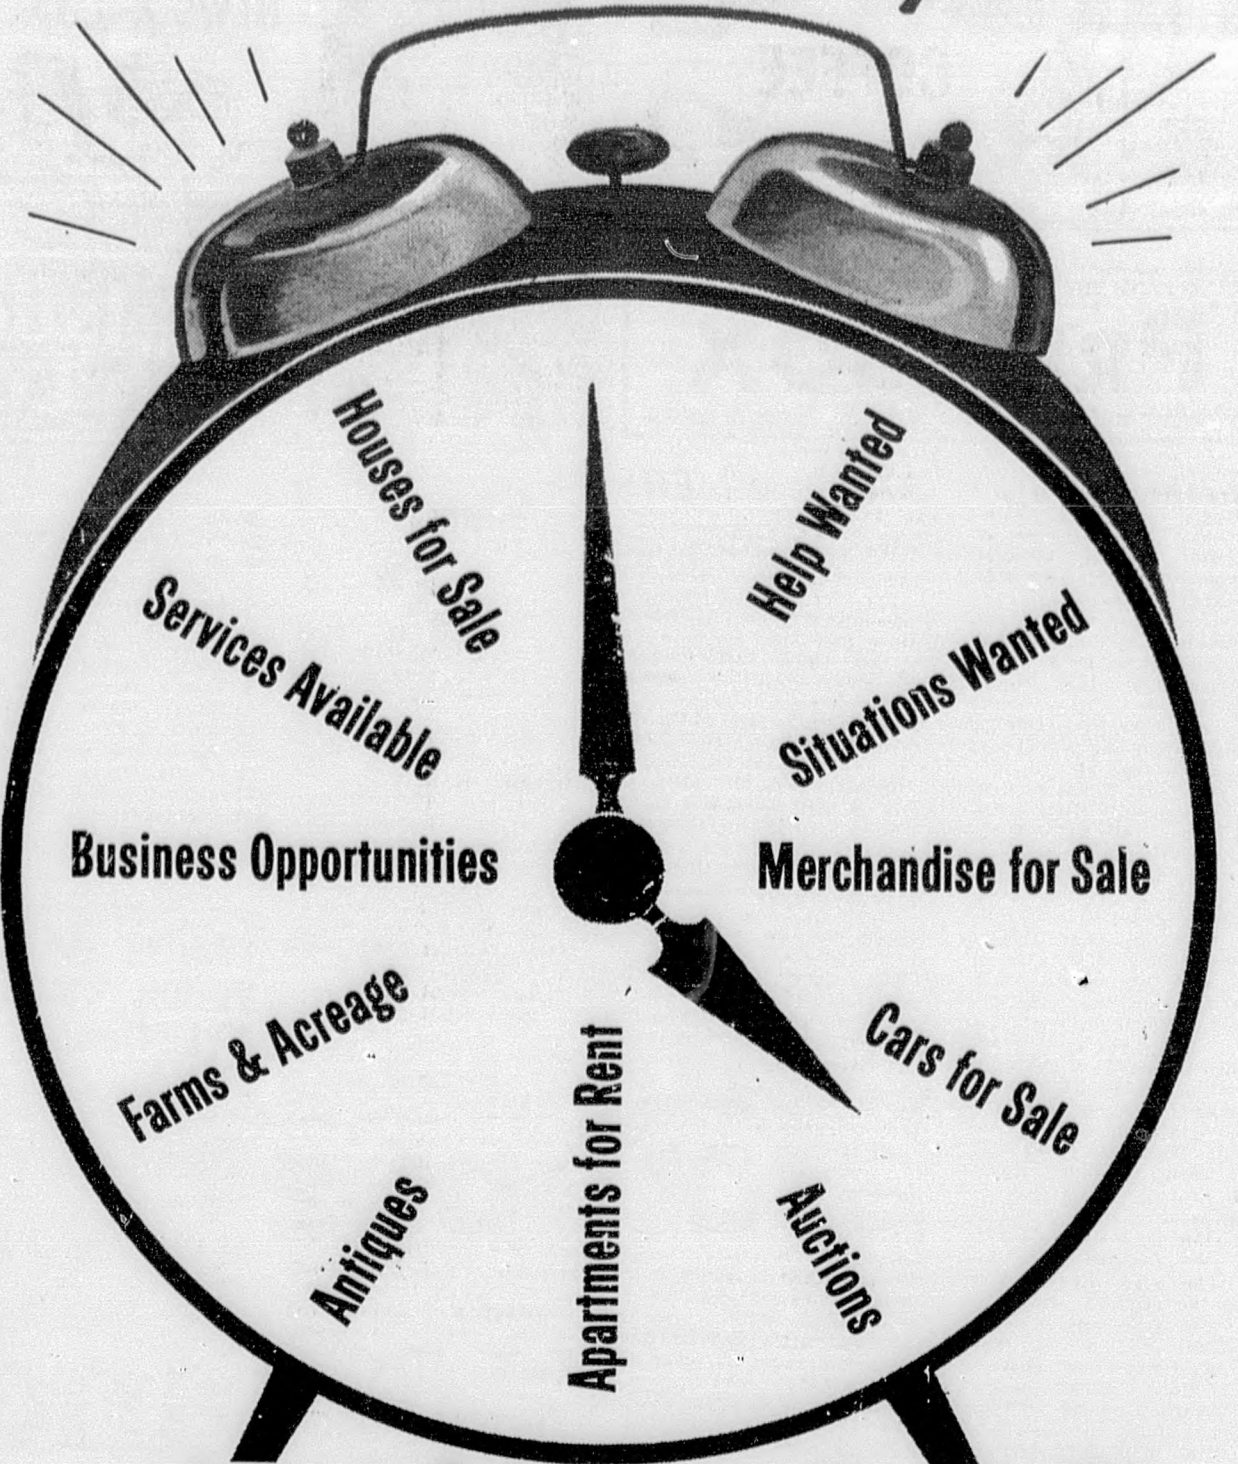 Help Wanted
Situations Wanted
Merchandise for Sale
Cars for Sale
Auctions
Apartments for Rent
Antiques
Farms & Acreage
Business Opportunities
Services Available
Houses for Sale